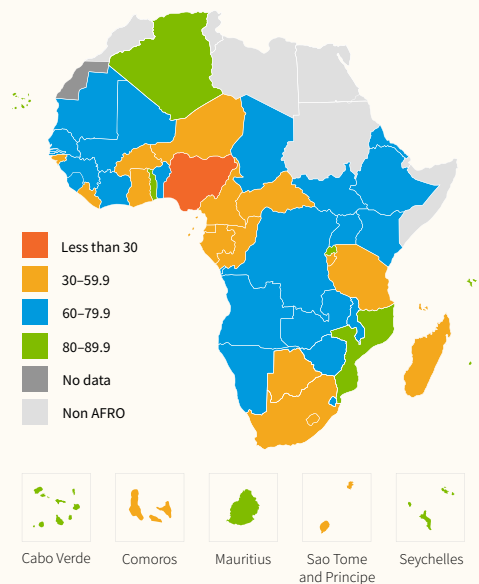 Less than 30
30–59.9
60–79.9
80–89.9
No data
Non AFRO
Cabo Verde
Comoros
Mauritius
Sao Tome
and Principe
Seychelles